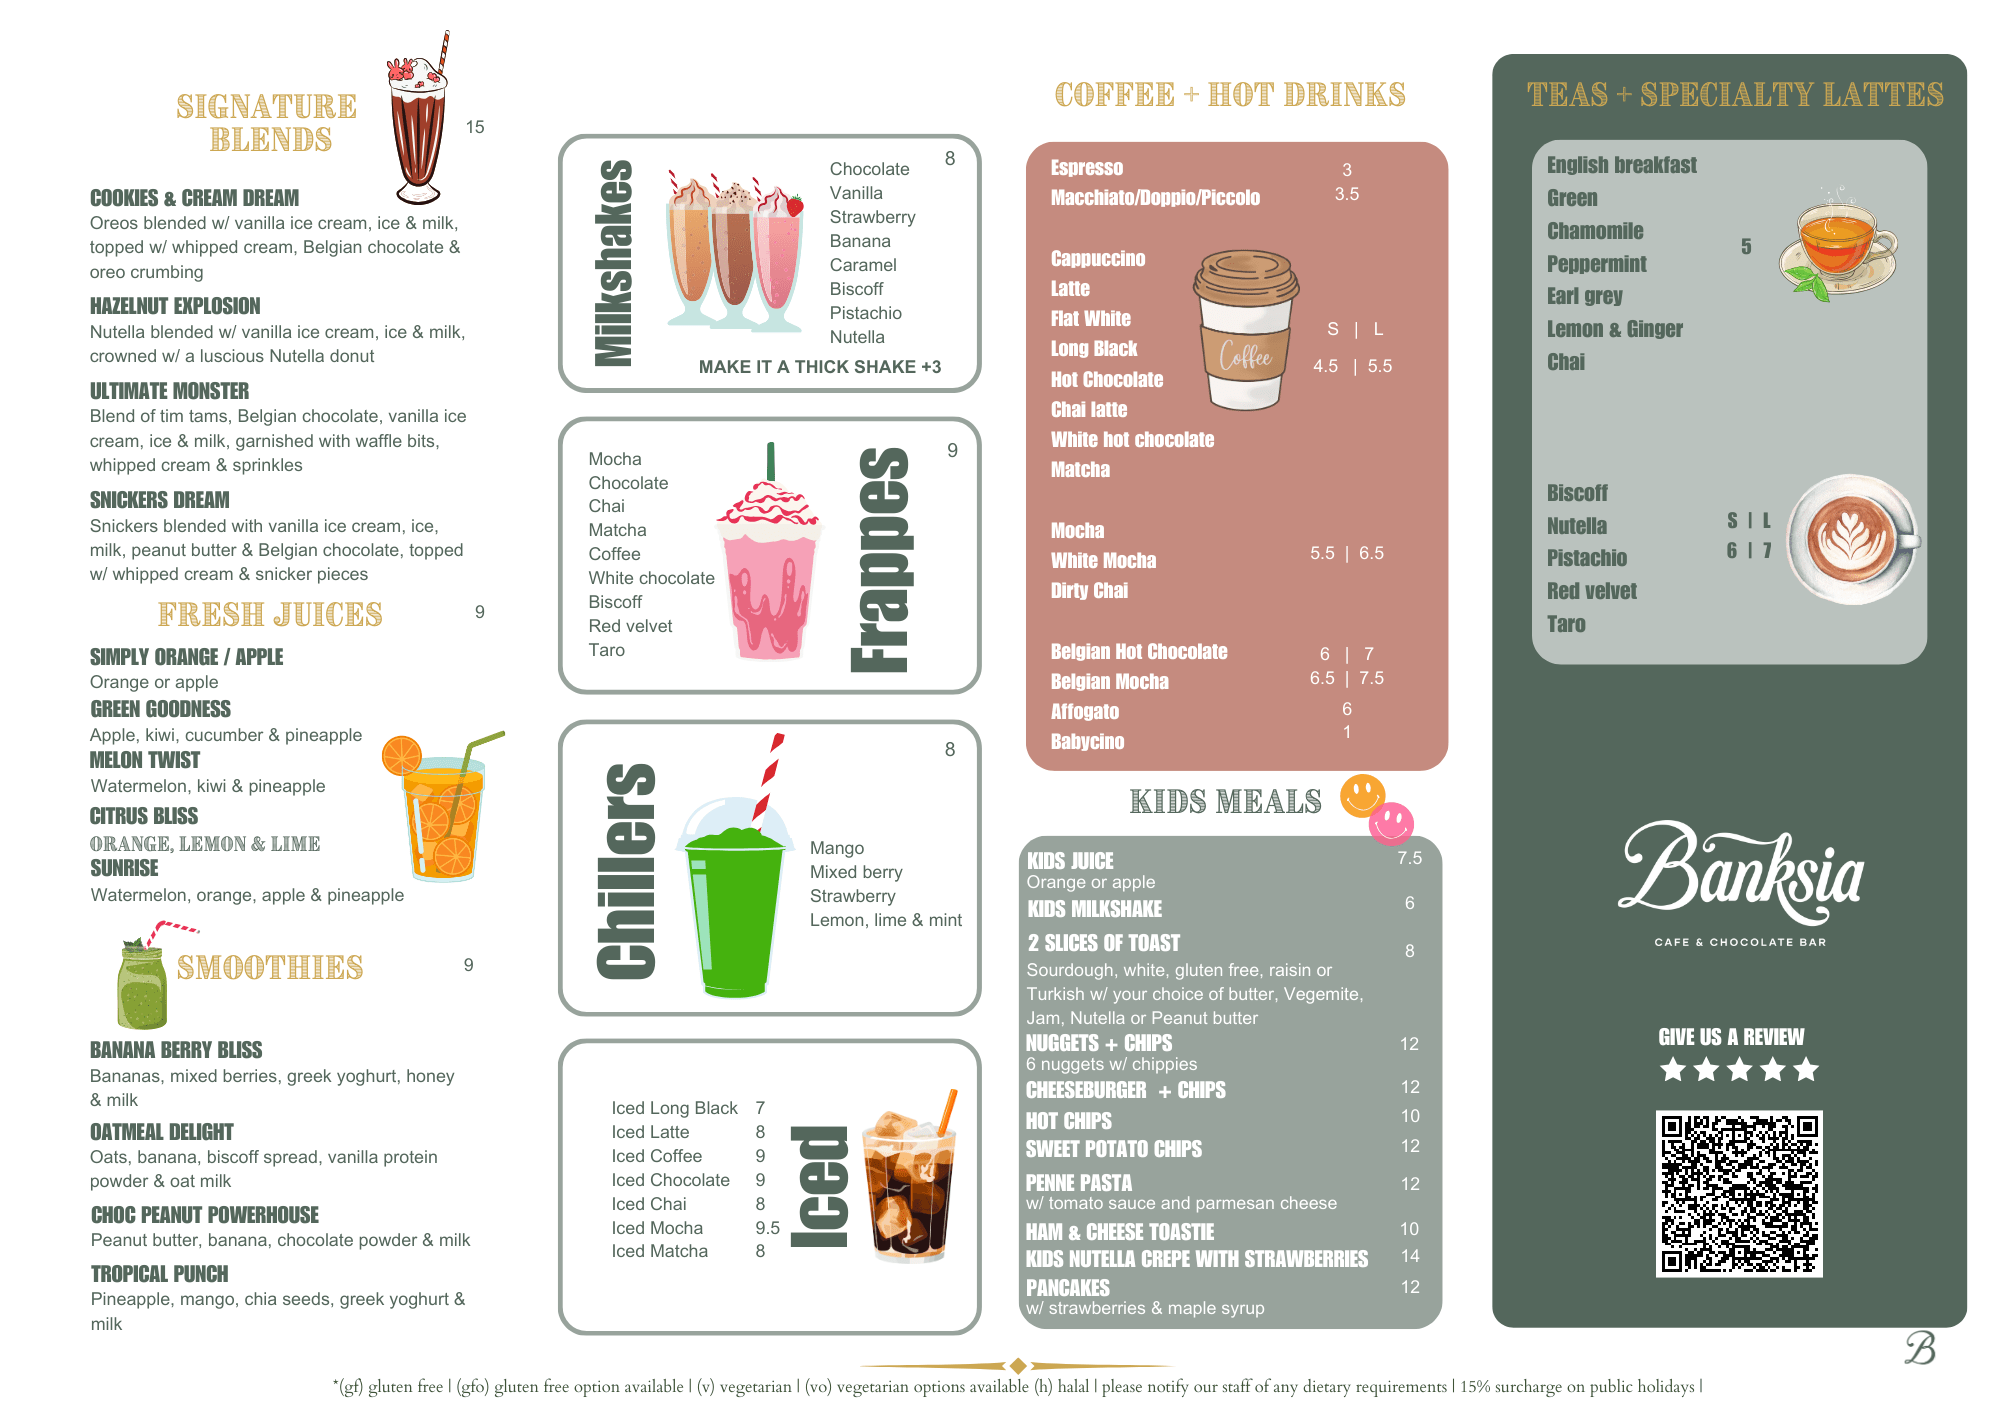 SIGNATURE
BLENDS
15
COOKIES & CREAM DREAM
Oreos blended w/ vanilla ice cream, ice & milk,
topped w/ whipped cream, Belgian chocolate &
oreo crumbing
HAZELNUT EXPLOSION
Nutella blended w/ vanilla ice cream, ice & milk,
crowned w/ a luscious Nutella donut
ULTIMATE MONSTER
Blend of tim tams, Belgian chocolate, vanilla ice
cream, ice & milk, garnished with waffle bits,
whipped cream & sprinkles
SNICKERS DREAM
Snickers blended with vanilla ice cream, ice,
milk, peanut butter & Belgian chocolate, topped
w/ whipped cream & snicker pieces
FRESH JUICES 9
SIMPLY ORANGE / APPLE
Orange or apple
GREEN GOODNESS
Apple, kiwi, cucumber & pineapple
MELON TWIST
Watermelon, kiwi & pineapple
CITRUS BLISS
ORANGE, LEMON & LIME
SUNRISE
Watermelon, orange, apple & pineapple
SMOOTHIES 9
BANANA BERRY BLISS
Bananas, mixed berries, greek yoghurt, honey
& milk
OATMEAL DELIGHT
Oats, banana, biscoff spread, vanilla protein
powder & oat milk
CHOC PEANUT POWERHOUSE
Peanut butter, banana, chocolate powder & milk
TROPICAL PUNCH
Pineapple, mango, chia seeds, greek yoghurt &
milk
Milkshakes
8
Chocolate
Vanilla
Strawberry
Banana
Caramel
Biscoff
Pistachio
Nutella
MAKE IT A THICK SHAKE +3
Frappes
9
Mocha
Chocolate
Chai
Matcha
Coffee
White chocolate
Biscoff
Red velvet
Taro
Chillers
8
Mango
Mixed berry
Strawberry
Lemon, lime & mint
Iced
Iced Long Black 7
Iced Latte 8
Iced Coffee 9
Iced Chocolate 9
Iced Chai 8
Iced Mocha 9.5
Iced Matcha 8
COFFEE + HOT DRINKS
Espresso 3
Macchiato/Doppio/Piccolo 3.5
Cappuccino
Latte
Flat White
Long Black
Hot Chocolate
Chai latte
White hot chocolate
Matcha
Coffee
S | L
4.5 | 5.5
Mocha
White Mocha 5.5 | 6.5
Dirty Chai
Belgian Hot Chocolate 6 | 7
Belgian Mocha 6.5 | 7.5
Affogato 6
Babycino 1
KIDS MEALS
KIDS JUICE 7.5
Orange or apple
KIDS MILKSHAKE 6
2 SLICES OF TOAST 8
Sourdough, white, gluten free, raisin or
Turkish w/ your choice of butter, Vegemite,
Jam, Nutella or Peanut butter
NUGGETS + CHIPS 12
6 nuggets w/ chippies
CHEESEBURGER + CHIPS 12
HOT CHIPS 10
SWEET POTATO CHIPS 12
PENNE PASTA 12
w/ tomato sauce and parmesan cheese
HAM & CHEESE TOASTIE 10
KIDS NUTELLA CREPE WITH STRAWBERRIES 14
PANCAKES 12
w/ strawberries & maple syrup
TEAS + SPECIALTY LATTES
English breakfast
Green
Chamomile
Peppermint
Earl grey
Lemon & Ginger
Chai
5
Biscoff
Nutella
Pistachio
Red velvet
Taro
S | L
6 | 7
Banksia
CAFE & CHOCOLATE BAR
GIVE US A REVIEW
B
*(gf) gluten free | (gfo) gluten free option available | (v) vegetarian | (vo) vegetarian options available (h) halal | please notify our staff of any dietary requirements | 15% surcharge on public holidays |